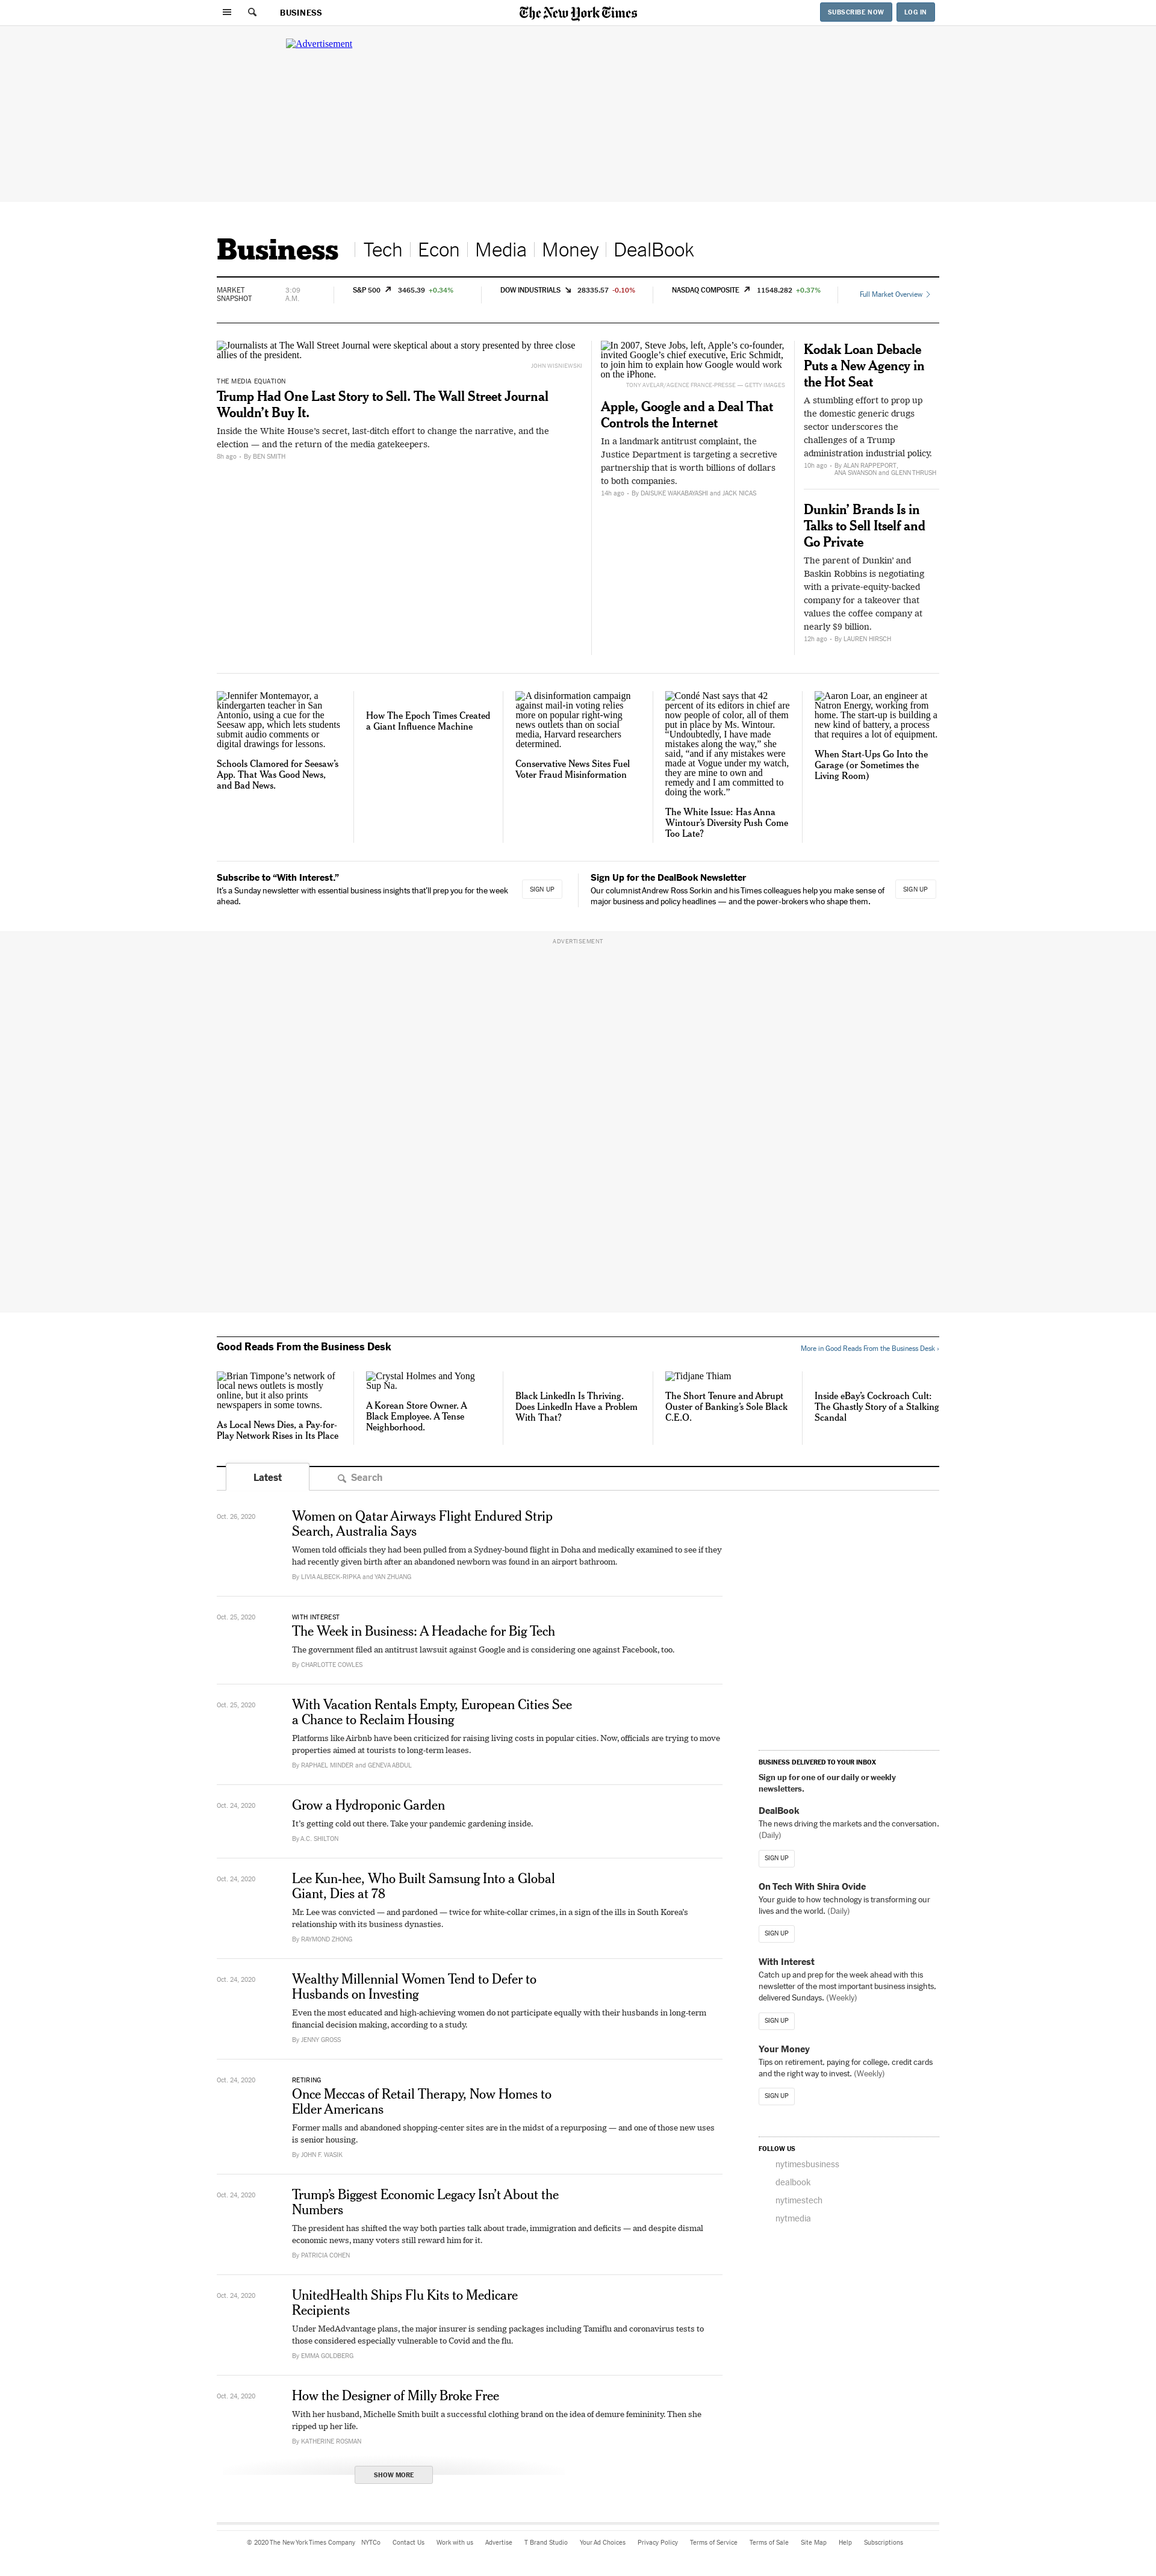 BUSINESS
The New York Times
SUBSCRIBE NOW
LOG IN
Advertisement
Business
Tech
Econ
Media
Money
DealBook
MARKET
SNAPSHOT
3:09
A.M.
S&P 500 3465.39 +0.34%
DOW INDUSTRIALS 28335.57 -0.10%
NASDAQ COMPOSITE 11548.282 +0.37%
Full Market Overview
Journalists at The Wall Street Journal were skeptical about a story presented by three close
allies of the president.
JOHN WISNIEWSKI
THE MEDIA EQUATION
Trump Had One Last Story to Sell. The Wall Street Journal
Wouldn’t Buy It.
Inside the White House’s secret, last-ditch effort to change the narrative, and the
election — and the return of the media gatekeepers.
8h ago • By BEN SMITH
In 2007, Steve Jobs, left, Apple’s co-founder,
invited Google’s chief executive, Eric Schmidt,
to join him to explain how Google would work
on the iPhone.
TONY AVELAR/AGENCE FRANCE-PRESSE — GETTY IMAGES
Apple, Google and a Deal That
Controls the Internet
In a landmark antitrust complaint, the
Justice Department is targeting a secretive
partnership that is worth billions of dollars
to both companies.
14h ago • By DAISUKE WAKABAYASHI and JACK NICAS
Kodak Loan Debacle
Puts a New Agency in
the Hot Seat
A stumbling effort to prop up
the domestic generic drugs
sector underscores the
challenges of a Trump
administration industrial policy.
10h ago • By ALAN RAPPEPORT,
ANA SWANSON and GLENN THRUSH
Dunkin’ Brands Is in
Talks to Sell Itself and
Go Private
The parent of Dunkin’ and
Baskin Robbins is negotiating
with a private-equity-backed
company for a takeover that
values the coffee company at
nearly $9 billion.
12h ago • By LAUREN HIRSCH
Jennifer Montemayor, a
kindergarten teacher in San
Antonio, using a cue for the
Seesaw app, which lets students
submit audio comments or
digital drawings for lessons.
Schools Clamored for Seesaw’s
App. That Was Good News,
and Bad News.
How The Epoch Times Created
a Giant Influence Machine
A disinformation campaign
against mail-in voting relies
more on popular right-wing
news outlets than on social
media, Harvard researchers
determined.
Conservative News Sites Fuel
Voter Fraud Misinformation
Condé Nast says that 42
percent of its editors in chief are
now people of color, all of them
put in place by Ms. Wintour.
“Undoubtedly, I have made
mistakes along the way,” she
said, “and if any mistakes were
made at Vogue under my watch,
they are mine to own and
remedy and I am committed to
doing the work.”
The White Issue: Has Anna
Wintour’s Diversity Push Come
Too Late?
Aaron Loar, an engineer at
Natron Energy, working from
home. The start-up is building a
new kind of battery, a process
that requires a lot of equipment.
When Start-Ups Go Into the
Garage (or Sometimes the
Living Room)
Subscribe to “With Interest.”
It’s a Sunday newsletter with essential business insights that’ll prep you for the week
ahead.
SIGN UP
Sign Up for the DealBook Newsletter
Our columnist Andrew Ross Sorkin and his Times colleagues help you make sense of
major business and policy headlines — and the power-brokers who shape them.
SIGN UP
ADVERTISEMENT
Good Reads From the Business Desk
More in Good Reads From the Business Desk ›
Brian Timpone’s network of
local news outlets is mostly
online, but it also prints
newspapers in some towns.
As Local News Dies, a Pay-for-
Play Network Rises in Its Place
Crystal Holmes and Yong
Sup Na.
A Korean Store Owner. A
Black Employee. A Tense
Neighborhood.
Black LinkedIn Is Thriving.
Does LinkedIn Have a Problem
With That?
Tidjane Thiam
The Short Tenure and Abrupt
Ouster of Banking’s Sole Black
C.E.O.
Inside eBay’s Cockroach Cult:
The Ghastly Story of a Stalking
Scandal
Latest
Search
Oct. 26, 2020
Women on Qatar Airways Flight Endured Strip
Search, Australia Says
Women told officials they had been pulled from a Sydney-bound flight in Doha and medically examined to see if they
had recently given birth after an abandoned newborn was found in an airport bathroom.
By LIVIA ALBECK-RIPKA and YAN ZHUANG
Oct. 25, 2020
WITH INTEREST
The Week in Business: A Headache for Big Tech
The government filed an antitrust lawsuit against Google and is considering one against Facebook, too.
By CHARLOTTE COWLES
Oct. 25, 2020
With Vacation Rentals Empty, European Cities See
a Chance to Reclaim Housing
Platforms like Airbnb have been criticized for raising living costs in popular cities. Now, officials are trying to move
properties aimed at tourists to long-term leases.
By RAPHAEL MINDER and GENEVA ABDUL
Oct. 24, 2020
Grow a Hydroponic Garden
It’s getting cold out there. Take your pandemic gardening inside.
By A.C. SHILTON
Oct. 24, 2020
Lee Kun-hee, Who Built Samsung Into a Global
Giant, Dies at 78
Mr. Lee was convicted — and pardoned — twice for white-collar crimes, in a sign of the ills in South Korea’s
relationship with its business dynasties.
By RAYMOND ZHONG
Oct. 24, 2020
Wealthy Millennial Women Tend to Defer to
Husbands on Investing
Even the most educated and high-achieving women do not participate equally with their husbands in long-term
financial decision making, according to a study.
By JENNY GROSS
Oct. 24, 2020
RETIRING
Once Meccas of Retail Therapy, Now Homes to
Elder Americans
Former malls and abandoned shopping-center sites are in the midst of a repurposing — and one of those new uses
is senior housing.
By JOHN F. WASIK
Oct. 24, 2020
Trump’s Biggest Economic Legacy Isn’t About the
Numbers
The president has shifted the way both parties talk about trade, immigration and deficits — and despite dismal
economic news, many voters still reward him for it.
By PATRICIA COHEN
Oct. 24, 2020
UnitedHealth Ships Flu Kits to Medicare
Recipients
Under MedAdvantage plans, the major insurer is sending packages including Tamiflu and coronavirus tests to
those considered especially vulnerable to Covid and the flu.
By EMMA GOLDBERG
Oct. 24, 2020
How the Designer of Milly Broke Free
With her husband, Michelle Smith built a successful clothing brand on the idea of demure femininity. Then she
ripped up her life.
By KATHERINE ROSMAN
SHOW MORE
BUSINESS DELIVERED TO YOUR INBOX
Sign up for one of our daily or weekly
newsletters.
DealBook
The news driving the markets and the conversation.
(Daily)
SIGN UP
On Tech With Shira Ovide
Your guide to how technology is transforming our
lives and the world. (Daily)
SIGN UP
With Interest
Catch up and prep for the week ahead with this
newsletter of the most important business insights,
delivered Sundays. (Weekly)
SIGN UP
Your Money
Tips on retirement, paying for college, credit cards
and the right way to invest. (Weekly)
SIGN UP
FOLLOW US
nytimesbusiness
dealbook
nytimestech
nytmedia
© 2020 The New York Times Company NYTCo Contact Us Work with us Advertise T Brand Studio Your Ad Choices Privacy Policy Terms of Service Terms of Sale Site Map Help Subscriptions